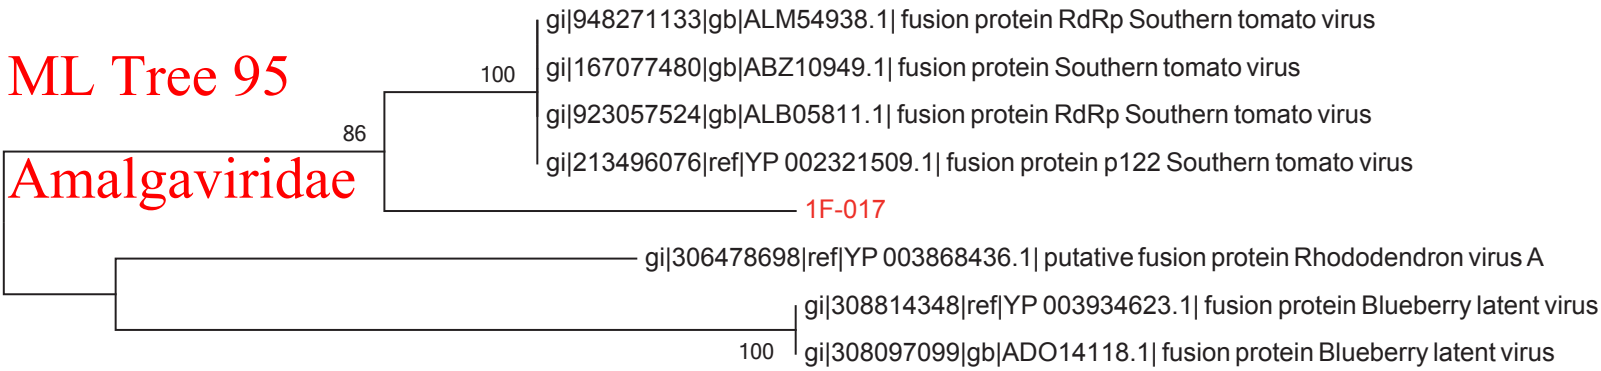 gi|948271133|gb|ALM54938.1| fusion protein RdRp Southern tomato virus
ML Tree 95
100
gi|167077480|gb|ABZ10949.1| fusion protein Southern tomato virus
gi|923057524|gb|ALB05811.1| fusion protein RdRp Southern tomato virus
86
gi|213496076|ref|YP 002321509.1| fusion protein p122 Southern tomato virus
Amalgaviridae
1F-017
gi|306478698|ref|YP 003868436.1| putative fusion protein Rhododendron virus A
gi|308814348|ref|YP 003934623.1| fusion protein Blueberry latent virus
100
gi|308097099|gb|ADO14118.1| fusion protein Blueberry latent virus